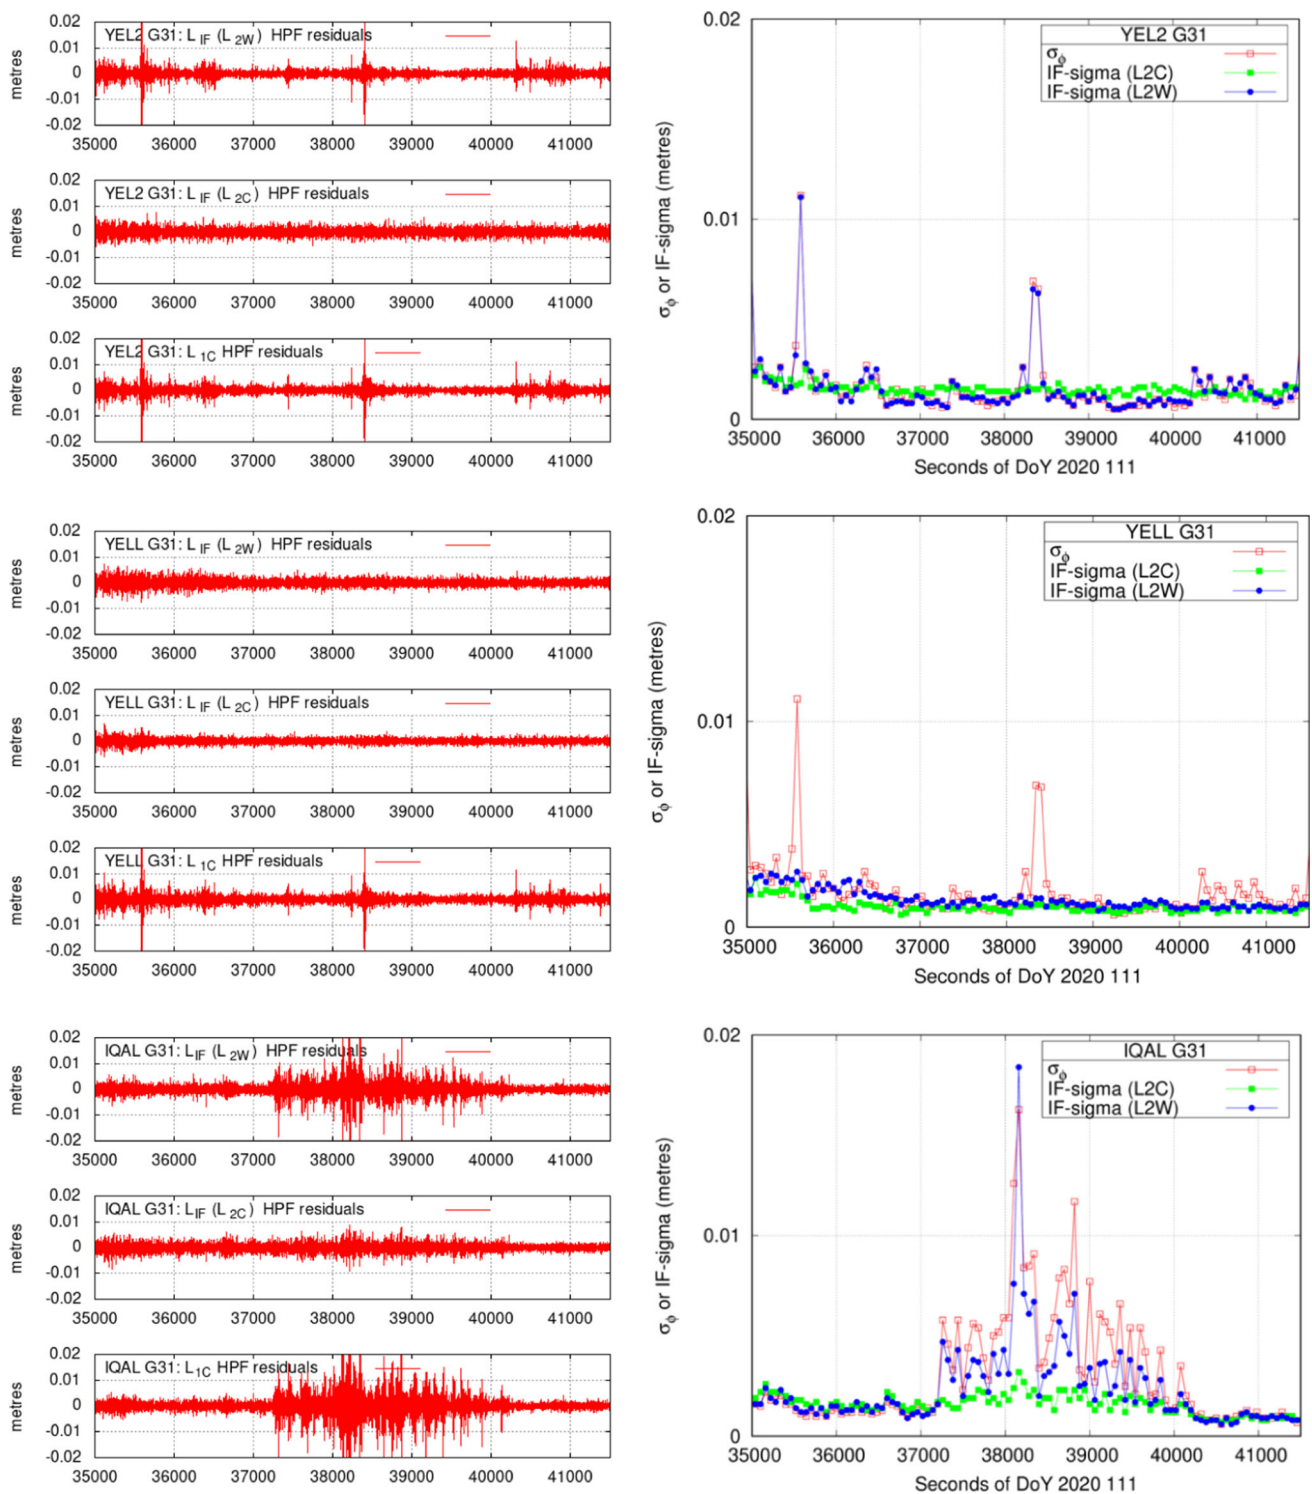 YEL2 G31: L IF (L 2W) HPF residuals
metres
0.02
0.01
0
-0.01
-0.02
35000 36000 37000 38000 39000 40000 41000
YEL2 G31: L IF (L 2C) HPF residuals
metres
0.02
0.01
0
-0.01
-0.02
35000 36000 37000 38000 39000 40000 41000
YEL2 G31: L 1C HPF residuals
metres
0.02
0.01
0
-0.01
-0.02
35000 36000 37000 38000 39000 40000 41000
YEL2 G31
σϕ
IF-sigma (L2C)
IF-sigma (L2W)
σϕ or IF-sigma (metres)
0.02
0.01
0
35000 36000 37000 38000 39000 40000 41000
Seconds of DoY 2020 111
YELL G31: L IF (L 2W) HPF residuals
metres
0.02
0.01
0
-0.01
-0.02
35000 36000 37000 38000 39000 40000 41000
YELL G31: L IF (L 2C) HPF residuals
metres
0.02
0.01
0
-0.01
-0.02
35000 36000 37000 38000 39000 40000 41000
YELL G31: L 1C HPF residuals
metres
0.02
0.01
0
-0.01
-0.02
35000 36000 37000 38000 39000 40000 41000
YELL G31
σϕ
IF-sigma (L2C)
IF-sigma (L2W)
σϕ or IF-sigma (metres)
0.02
0.01
0
35000 36000 37000 38000 39000 40000 41000
Seconds of DoY 2020 111
IQAL G31: L IF (L 2W) HPF residuals
metres
0.02
0.01
0
-0.01
-0.02
35000 36000 37000 38000 39000 40000 41000
IQAL G31: L IF (L 2C) HPF residuals
metres
0.02
0.01
0
-0.01
-0.02
35000 36000 37000 38000 39000 40000 41000
IQAL G31: L 1C HPF residuals
metres
0.02
0.01
0
-0.01
-0.02
35000 36000 37000 38000 39000 40000 41000
IQAL G31
σϕ
IF-sigma (L2C)
IF-sigma (L2W)
σϕ or IF-sigma (metres)
0.02
0.01
0
35000 36000 37000 38000 39000 40000 41000
Seconds of DoY 2020 111